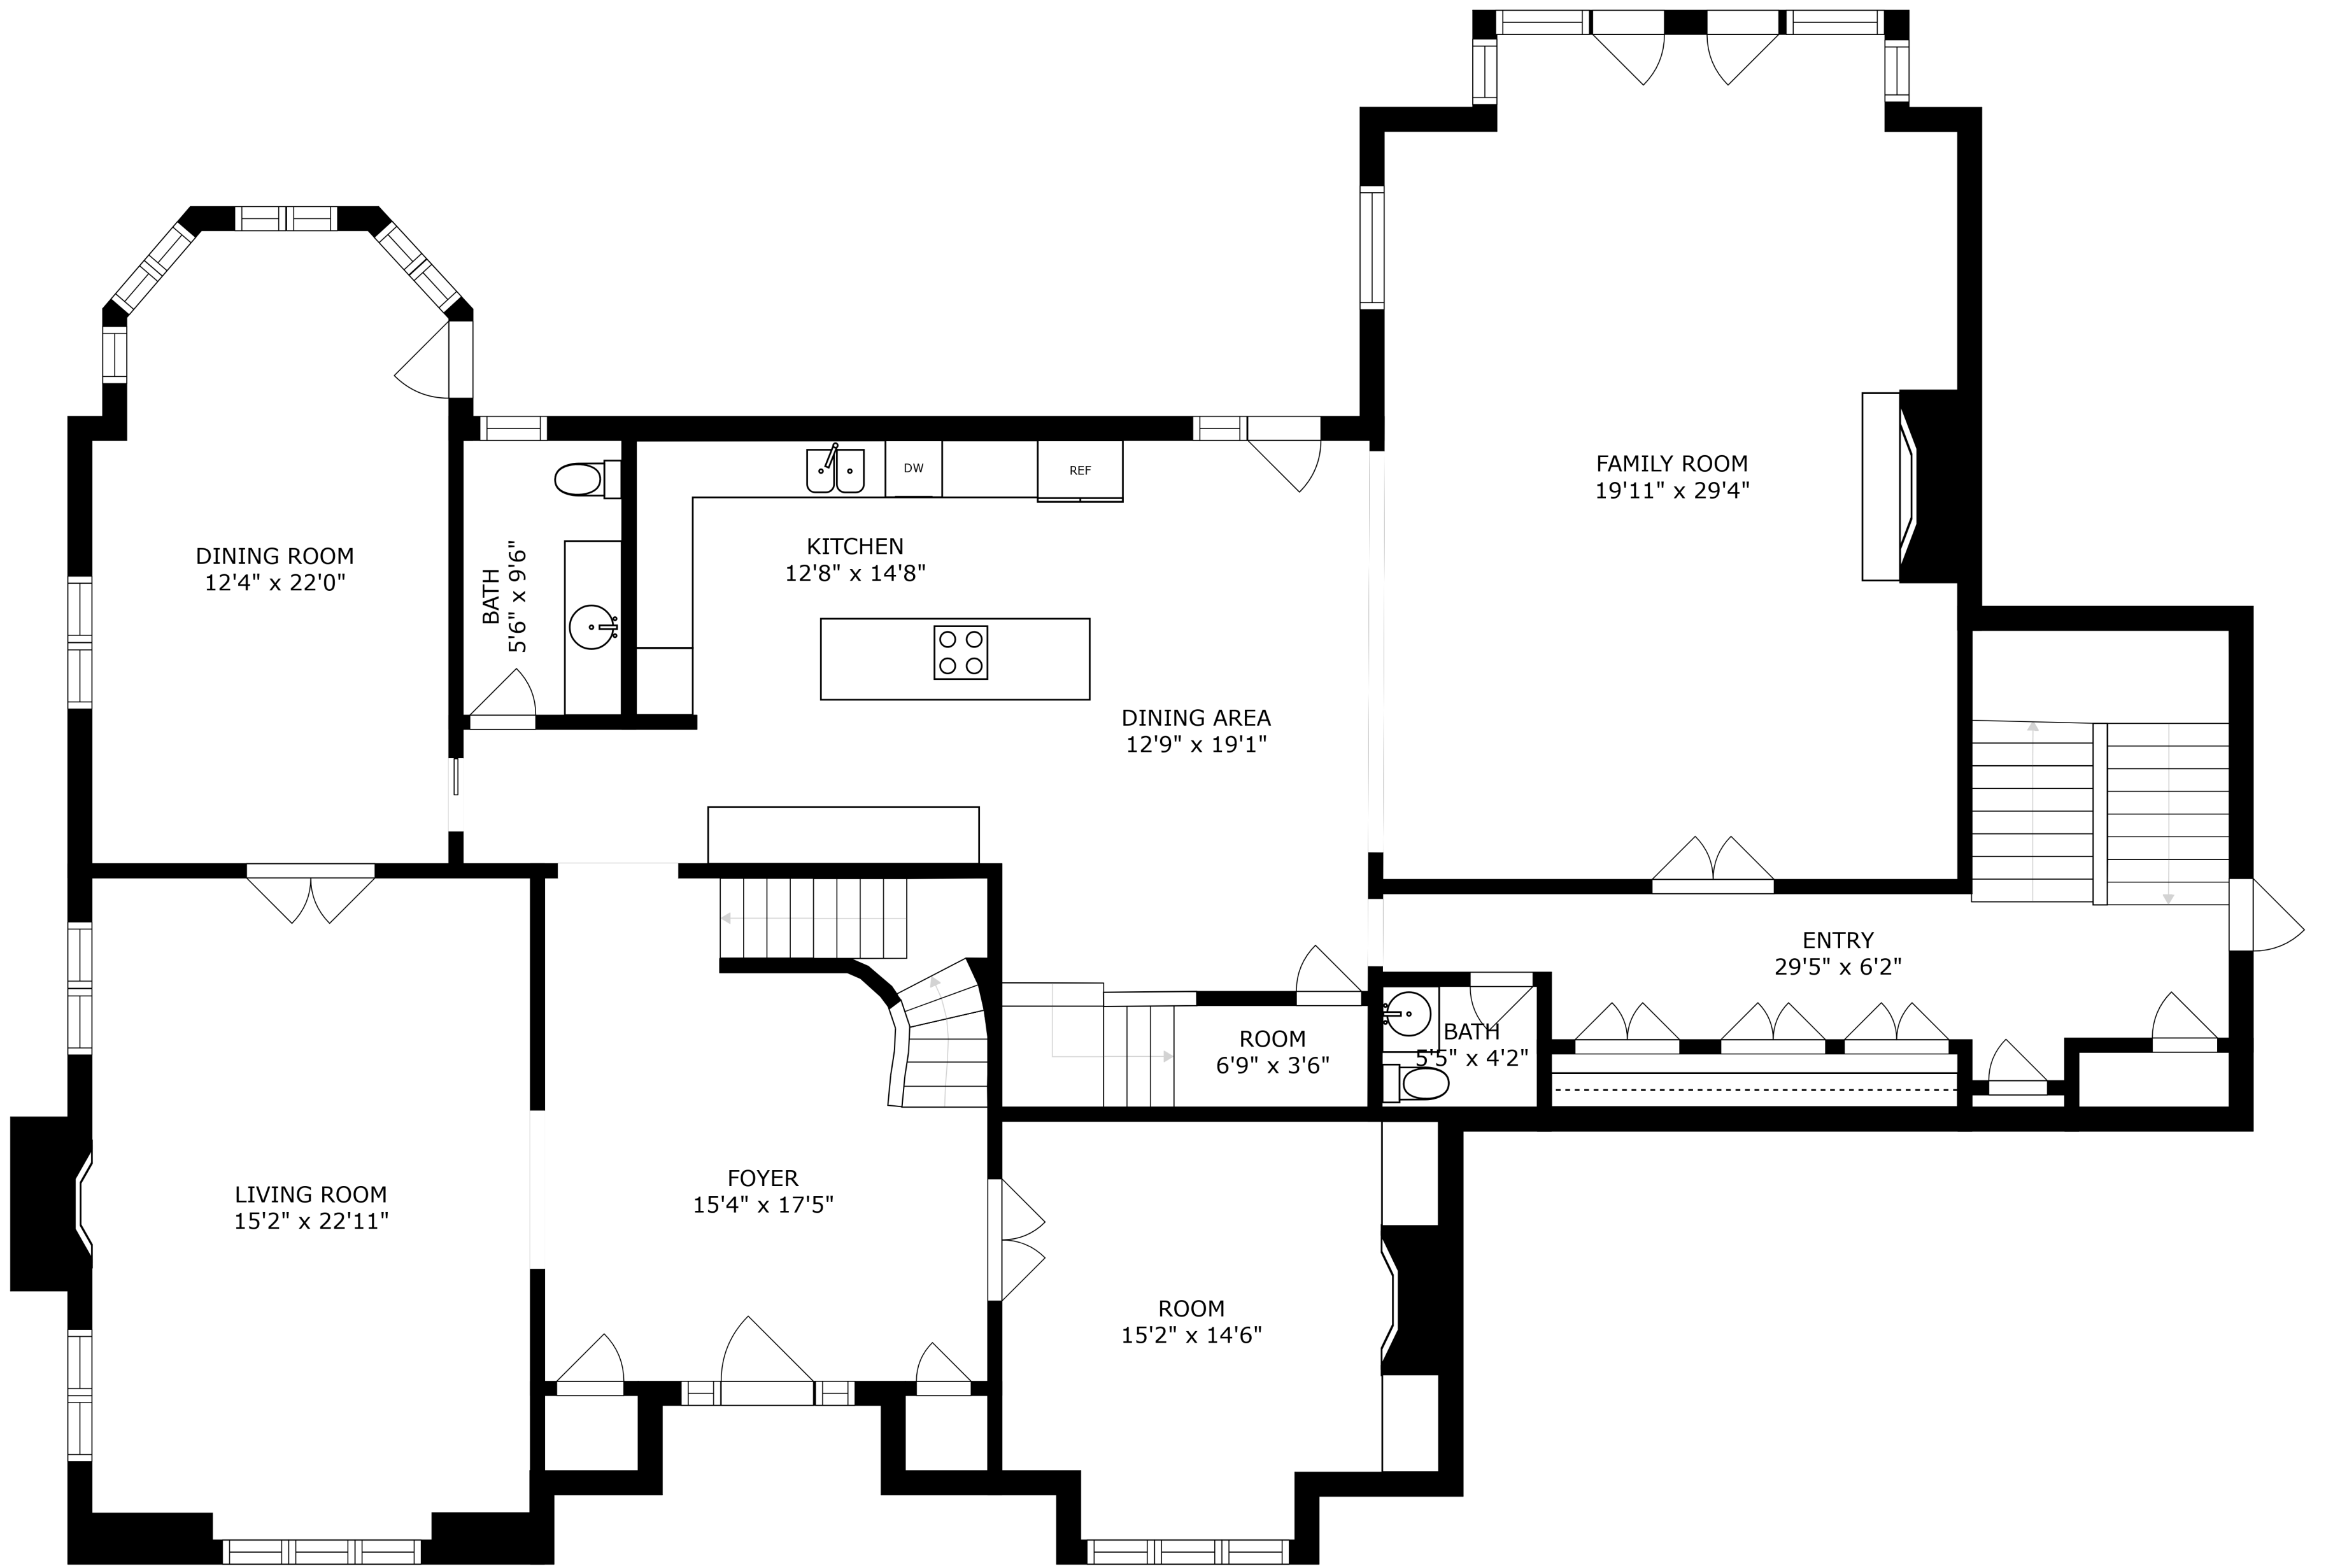 DW
REF
FAMILY ROOM
19'11" x 29'4"
KITCHEN
12'8" x 14'8"
DINING ROOM
12'4" x 22'0"
BATH
5'6" x 9'6"
DINING AREA
12'9" x 19'1"
ENTRY
29'5" x 6'2"
ROOM
6'9" x 3'6"
BATH
5'5" x 4'2"
FOYER
15'4" x 17'5"
LIVING ROOM
15'2" x 22'11"
ROOM
15'2" x 14'6"